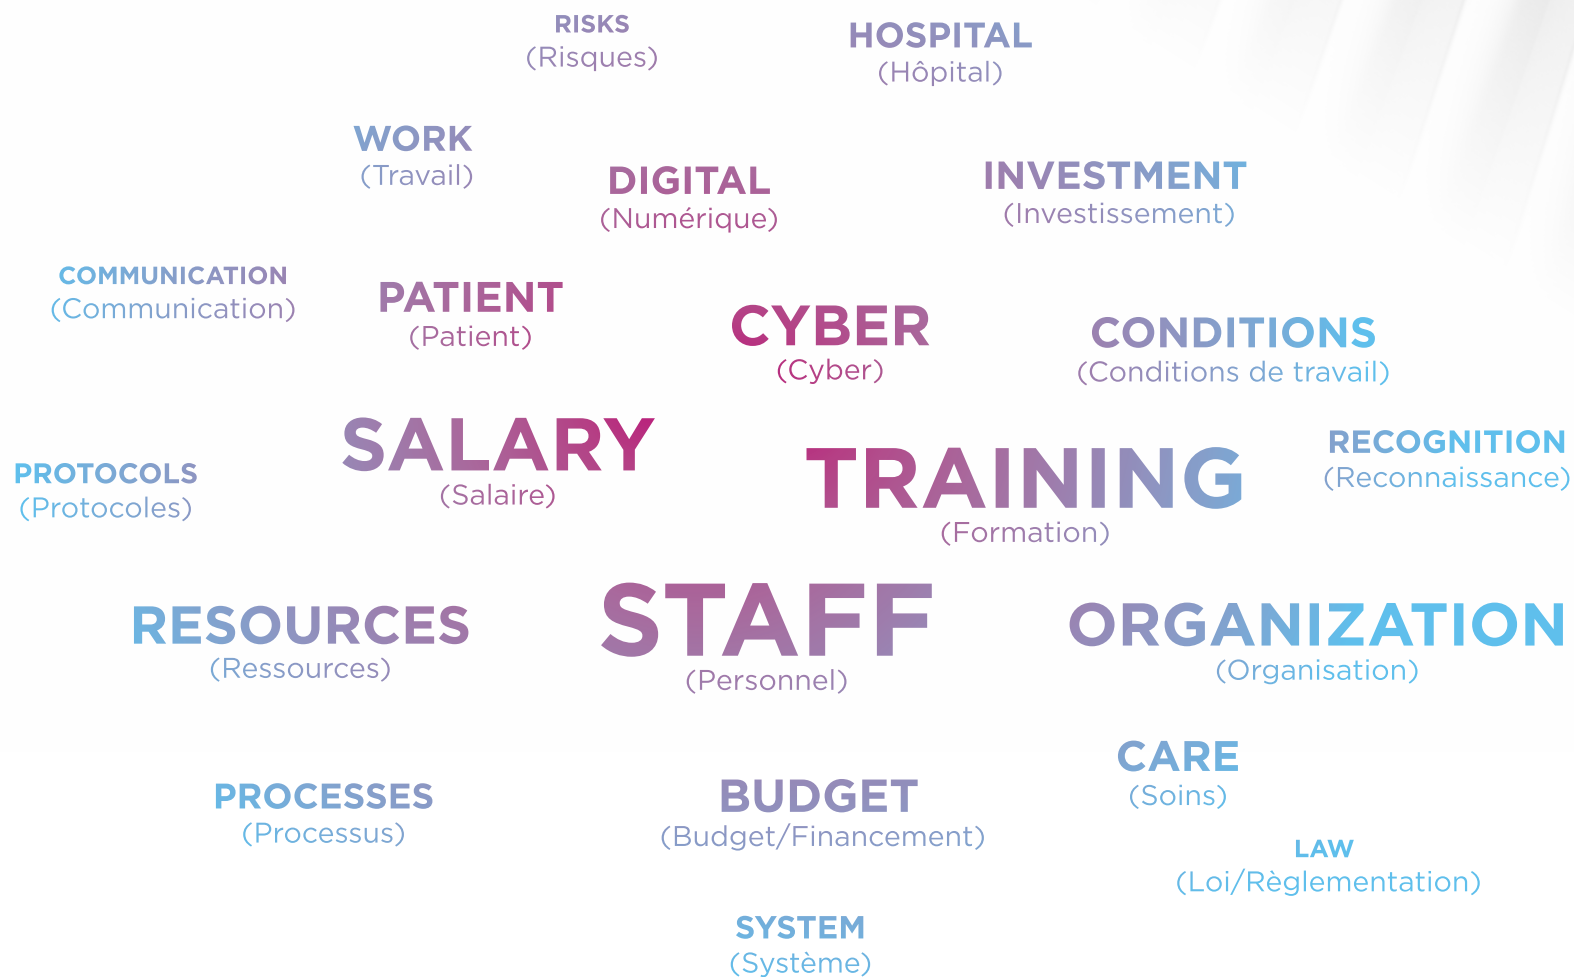 RISKS
(Risques)
HOSPITAL
(Hôpital)
WORK
(Travail)
DIGITAL
(Numérique)
INVESTMENT
(Investissement)
COMMUNICATION
(Communication)
PATIENT
(Patient)
CYBER
(Cyber)
CONDITIONS
(Conditions de travail)
SALARY
(Salaire)
TRAINING
(Formation)
RECOGNITION
(Reconnaissance)
PROTOCOLS
(Protocoles)
RESOURCES
(Ressources)
STAFF
(Personnel)
ORGANIZATION
(Organisation)
PROCESSES
(Processus)
BUDGET
(Budget/Financement)
CARE
(Soins)
LAW
(Loi/Règlementation)
SYSTEM
(Système)